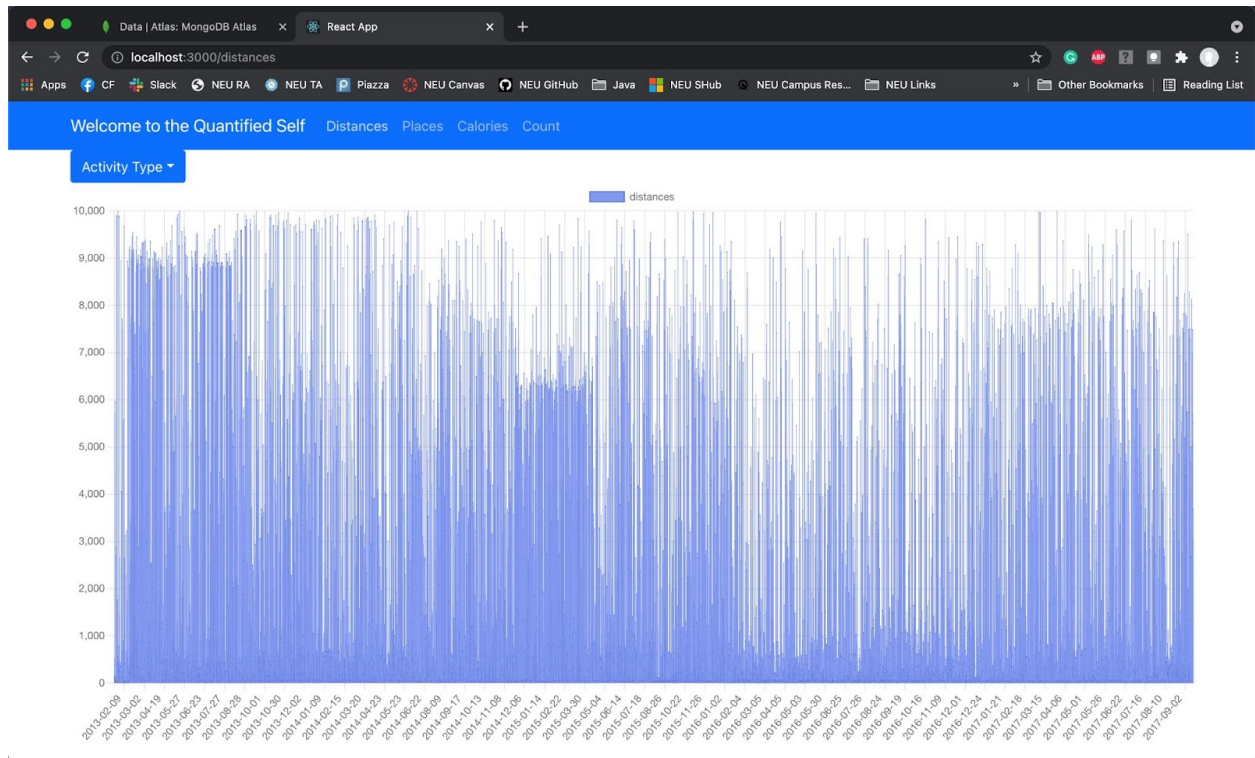 Data | Atlas: MongoDB Atlas React App
localhost:3000/distances
Apps CF Slack NEU RA NEU TA Piazza NEU Canvas NEU GitHub Java NEU SHub NEU Campus Res... NEU Links » Other Bookmarks Reading List
ABP
Welcome to the Quantified Self Distances Places Calories Count
Activity Type
distances
10,000
9,000
8,000
7,000
6,000
5,000
4,000
3,000
2,000
1,000
0
2013-02-09 2013-03-02 2013-04-19 2013-05-27 2013-06-23 2013-07-27 2013-08-28 2013-10-01 2013-10-30 2013-12-02 2014-01-09 2014-02-15 2014-03-20 2014-04-23 2014-05-23 2014-06-22 2014-08-09 2014-09-17 2014-10-13 2014-11-08 2014-12-06 2015-01-14 2015-02-22 2015-03-30 2015-05-04 2015-06-14 2015-07-18 2015-08-26 2015-10-22 2015-11-26 2016-01-02 2016-02-04 2016-03-05 2016-04-05 2016-05-03 2016-05-30 2016-06-25 2016-07-26 2016-08-24 2016-09-19 2016-10-16 2016-11-09 2016-12-01 2016-12-24 2017-01-21 2017-02-18 2017-03-15 2017-04-06 2017-05-01 2017-05-26 2017-06-22 2017-07-16 2017-08-10 2017-09-02